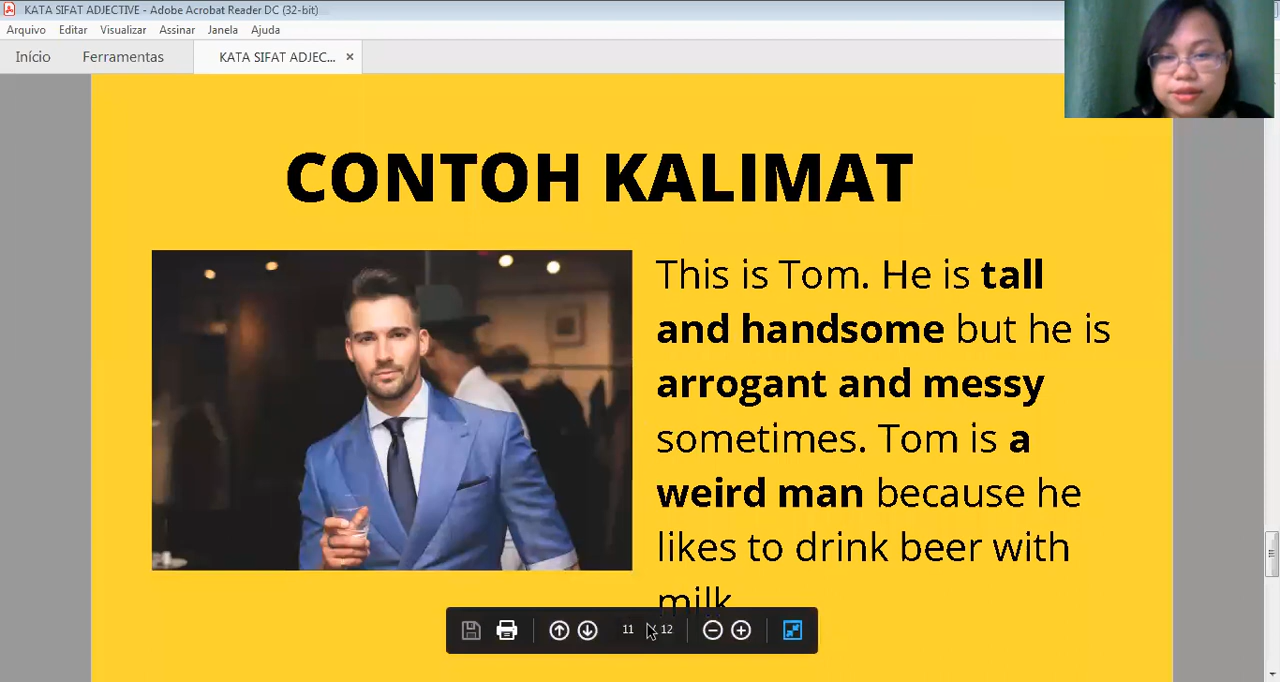 KATA SIFAT ADJECTIVE - Adobe Acrobat Reader DC (32-bit)
Arquivo Editar Visualizar Assinar Janela Ajuda
Início Ferramentas KATA SIFAT ADJEC... ×
CONTOH KALIMAT
This is Tom. He is tall
and handsome but he is
arrogant and messy
sometimes. Tom is a
weird man because he
likes to drink beer with
milk
11 12